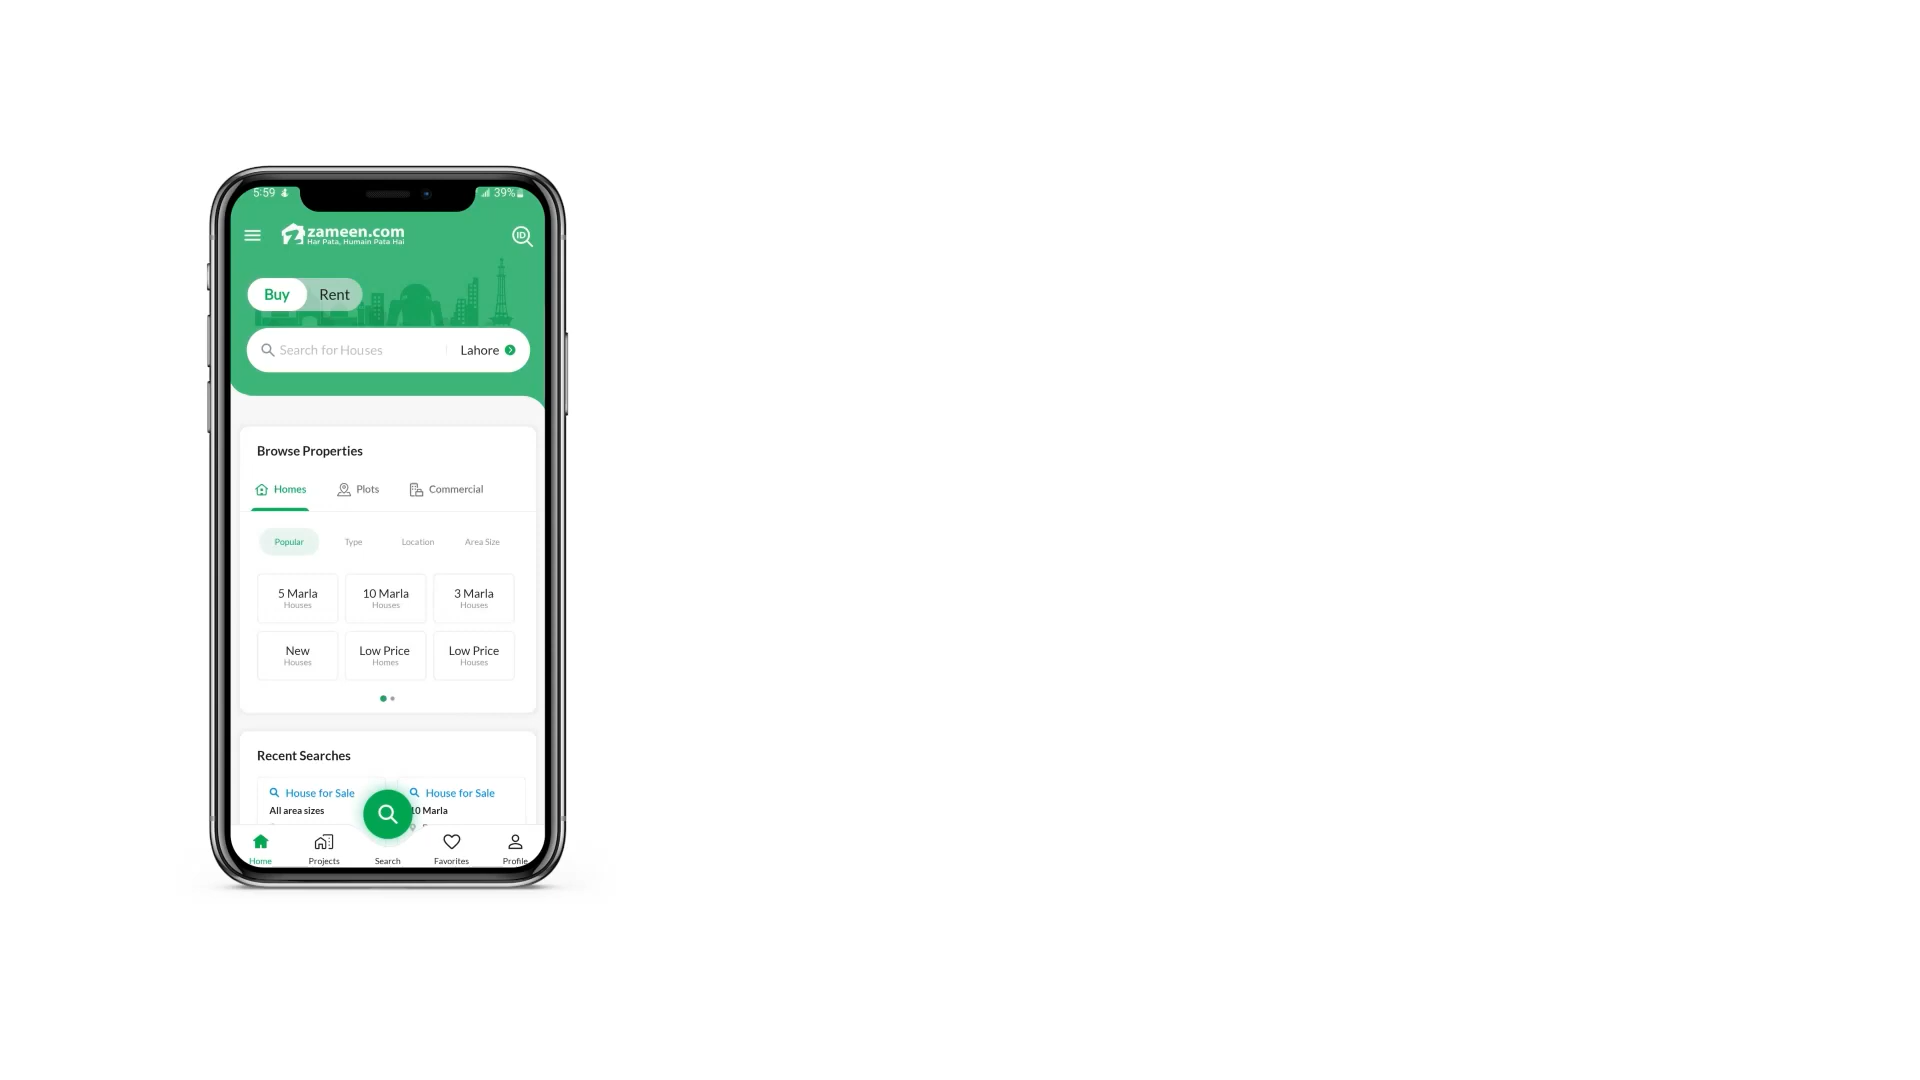 5:59
39%
zameen.com
Har Pata, Humain Pata Hai
ID
Buy Rent
Search for Houses Lahore
Browse Properties
Homes Plots Commercial
Popular Type Location Area Size
5 Marla 10 Marla 3 Marla
Houses Houses Houses
New Low Price Low Price
Houses Homes Houses
Recent Searches
House for Sale House for Sale
All area sizes 10 Marla
Home Projects Search Favorites Profile